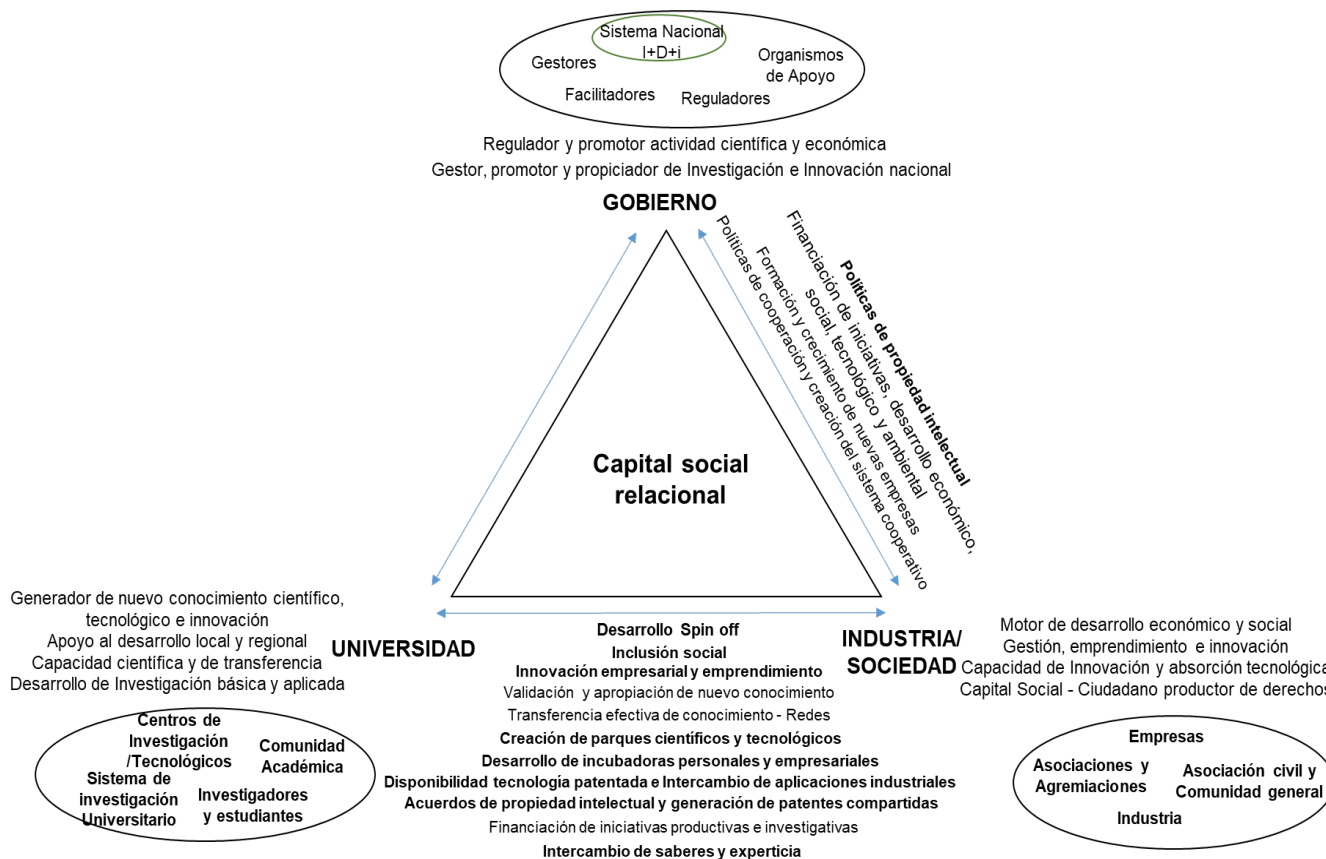 Sistema Nacional
I+D+i
Gestores
Organismos
de Apoyo
Facilitadores
Reguladores
Regulador y promotor actividad científica y económica
Gestor, promotor y propiciador de Investigación e Innovación nacional
GOBIERNO
Políticas de propiedad intelectual
Financiación de iniciativas, desarrollo económico,
social, tecnológico y ambiental
Formación y crecimiento de nuevas empresas
Políticas de cooperación y creación del sistema cooperativo
Capital social
relacional
Generador de nuevo conocimiento científico,
tecnológico e innovación
Apoyo al desarrollo local y regional
Capacidad científica y de transferencia
Desarrollo de Investigación básica y aplicada
UNIVERSIDAD
Centros de
Investigación
/Tecnológicos
Comunidad
Académica
Sistema de
investigación
Universitario
Investigadores
y estudiantes
Desarrollo Spin off
Inclusión social
Innovación empresarial y emprendimiento
Validación y apropiación de nuevo conocimiento
Transferencia efectiva de conocimiento - Redes
Creación de parques científicos y tecnológicos
Desarrollo de incubadoras personales y empresariales
Disponibilidad tecnología patentada e Intercambio de aplicaciones industriales
Acuerdos de propiedad intelectual y generación de patentes compartidas
Financiación de iniciativas productivas e investigativas
Intercambio de saberes y experticia
INDUSTRIA/
SOCIEDAD
Motor de desarrollo económico y social
Gestión, emprendimiento e innovación
Capacidad de Innovación y absorción tecnológica
Capital Social - Ciudadano productor de derechos
Empresas
Asociaciones y
Agremiaciones
Asociación civil y
Comunidad general
Industria